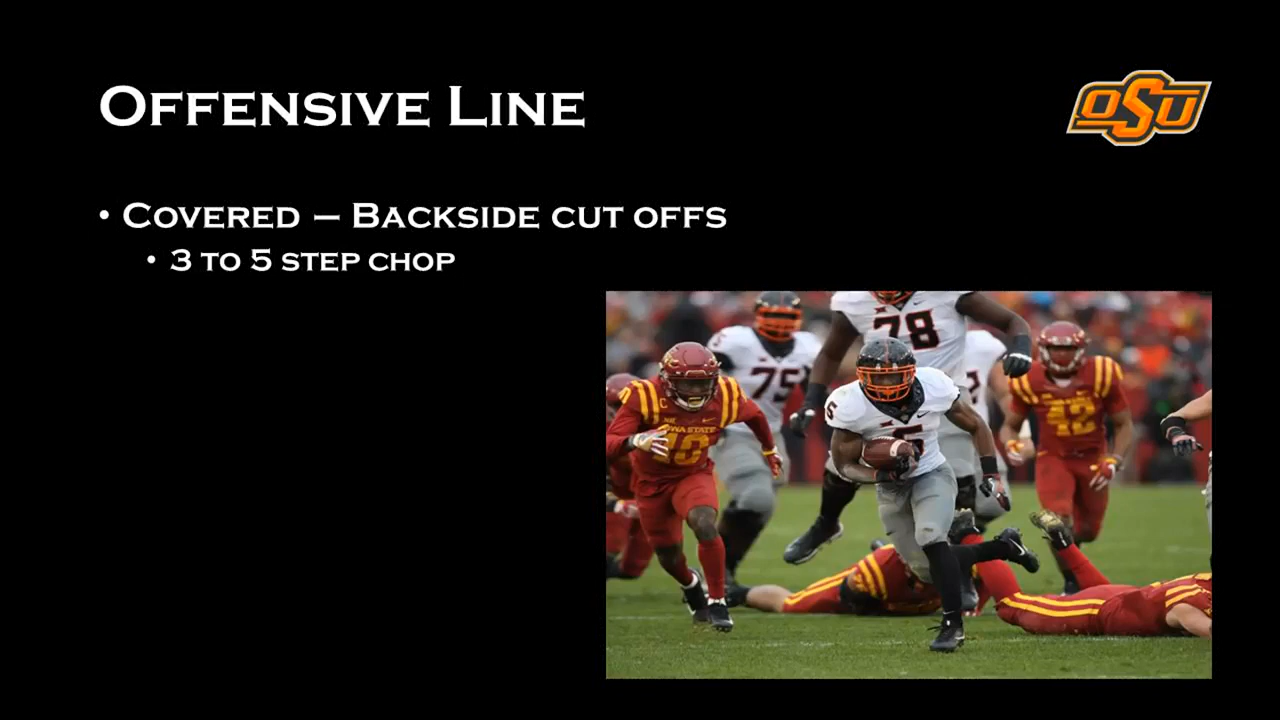 Offensive Line
OSU
• Covered – Backside cut offs
• 3 to 5 step chop
78
75
5
5
C
IOWA STATE
10
42